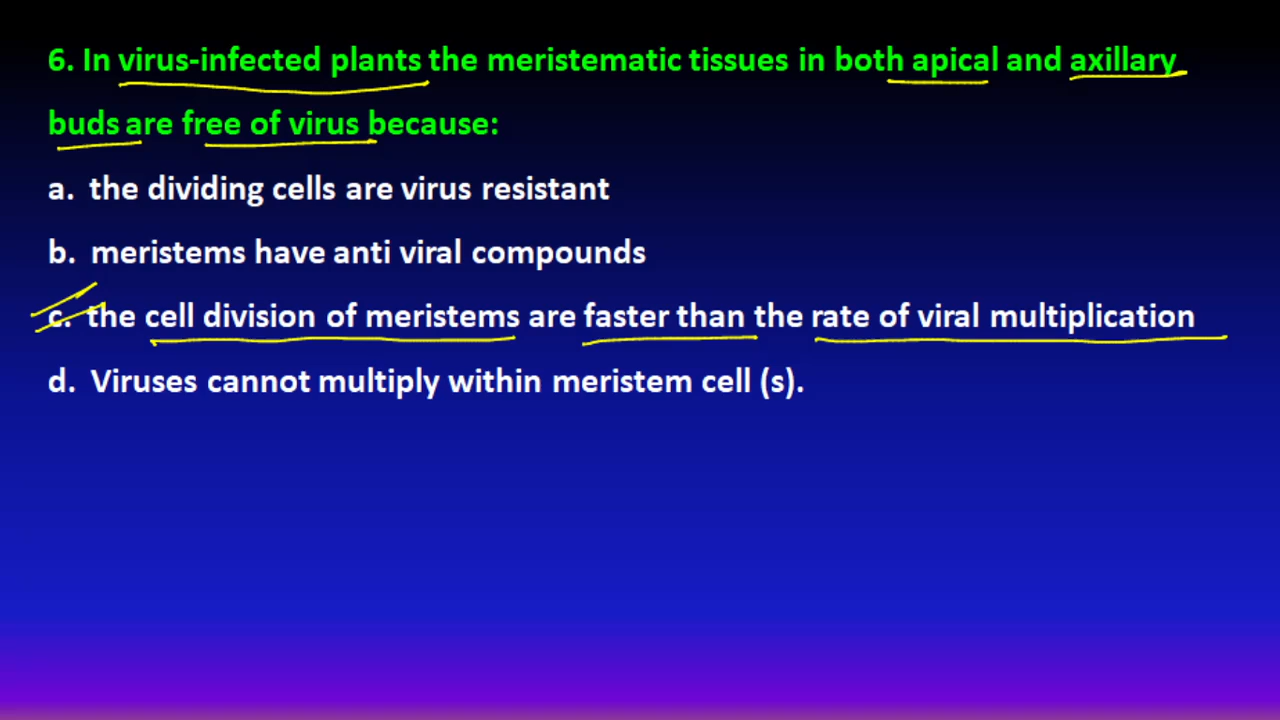 6. In virus-infected plants the meristematic tissues in both apical and axillary
buds are free of virus because:
a. the dividing cells are virus resistant
b. meristems have anti viral compounds
c. the cell division of meristems are faster than the rate of viral multiplication
d. Viruses cannot multiply within meristem cell (s).